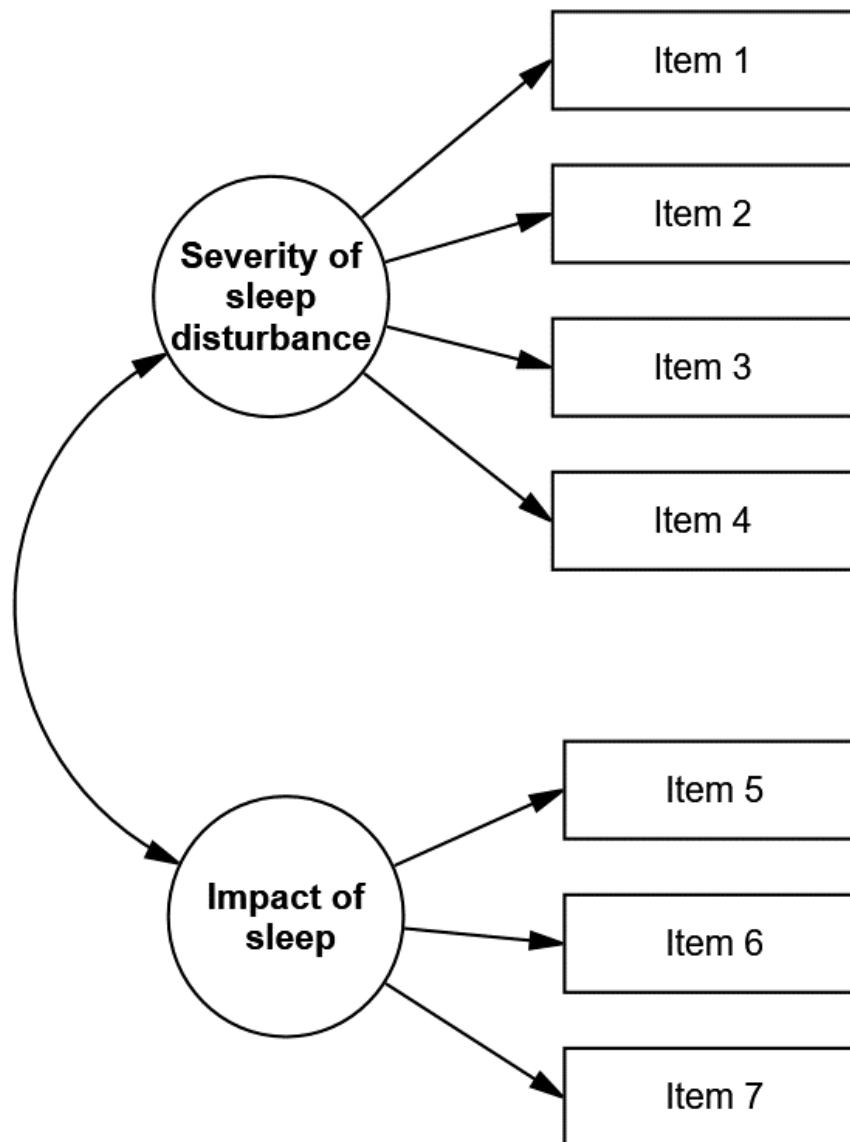 Item 1
Item 2
Severity of
sleep
disturbance
Item 3
Item 4
Item 5
Impact of
sleep
Item 6
Item 7